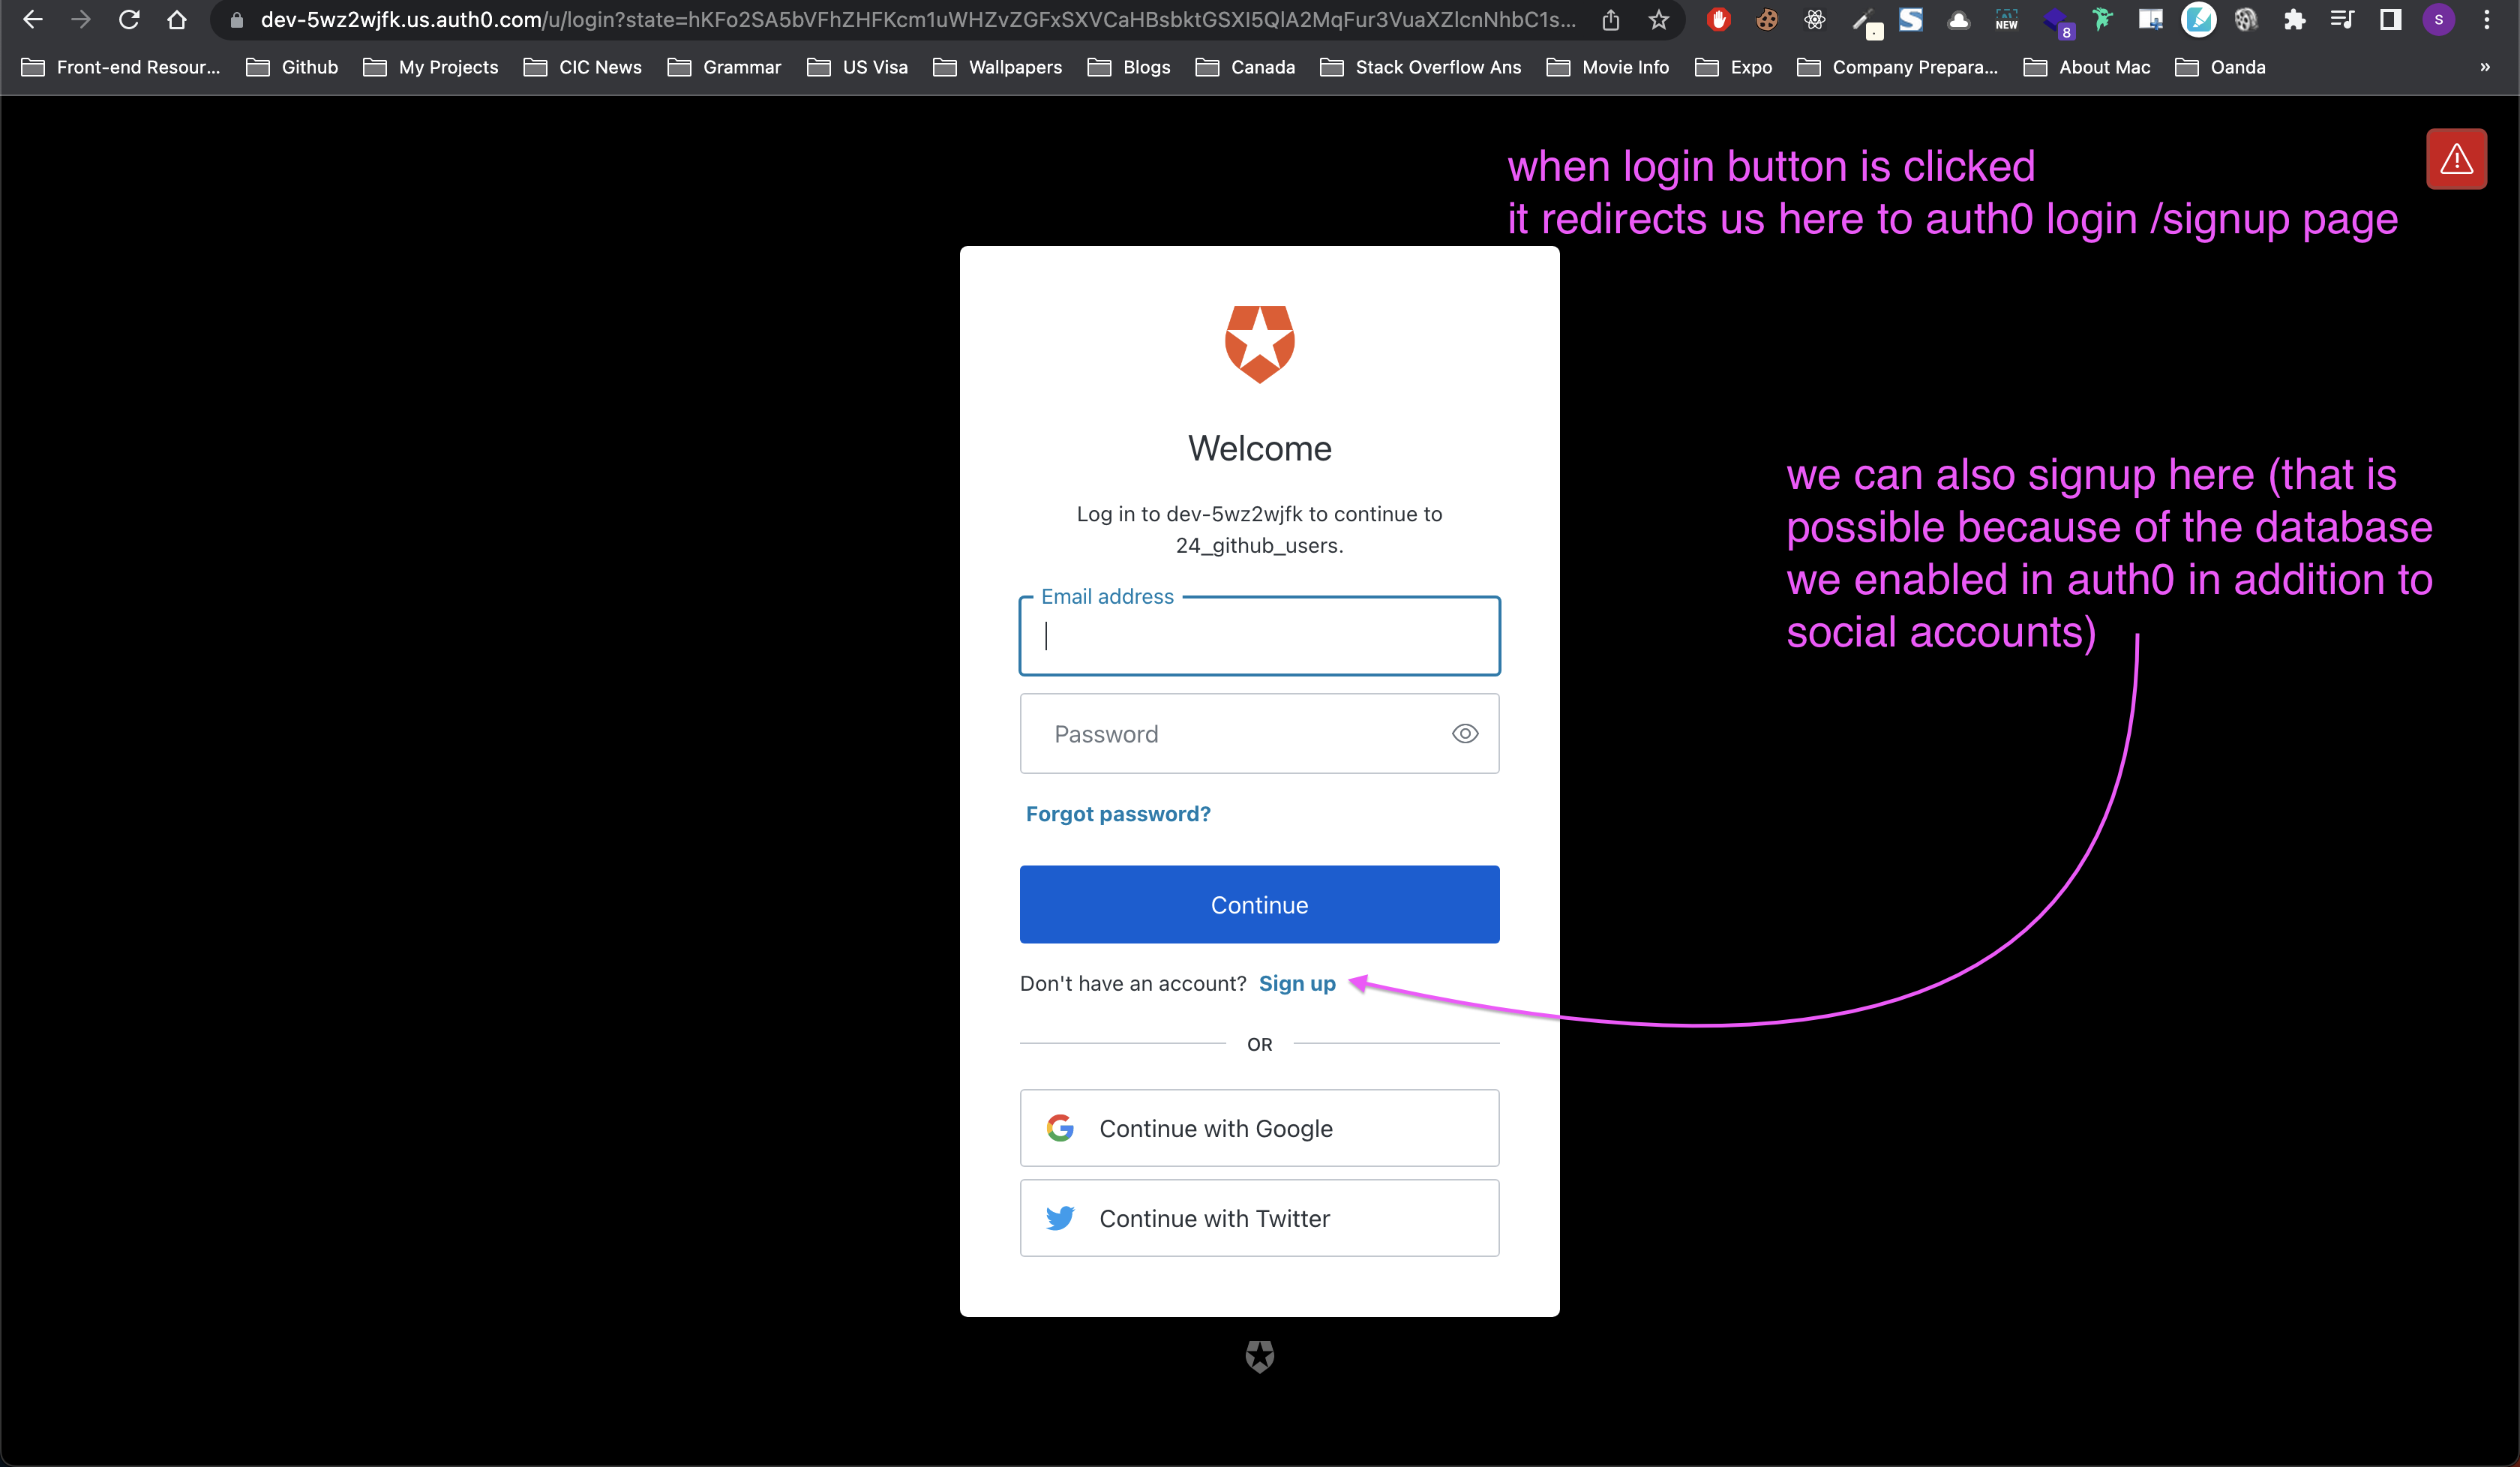 dev-5wz2wjfk.us.auth0.com/u/login?state=hKFo2SA5bVFhZHFKcm1uWHZvZGFxSXVCaHBsbktGSXI5QlA2MqFur3VuaXZlcnNhbC1s...
NEW
8
S
Front-end Resour... Github My Projects CIC News Grammar US Visa Wallpapers Blogs Canada Stack Overflow Ans Movie Info Expo Company Prepara... About Mac Oanda »
when login button is clicked
it redirects us here to auth0 login /signup page
Welcome
Log in to dev-5wz2wjfk to continue to
24_github_users.
we can also signup here (that is
possible because of the database
we enabled in auth0 in addition to
social accounts)
Email address
Password
Forgot password?
Continue
Don't have an account? Sign up
OR
Continue with Google
Continue with Twitter